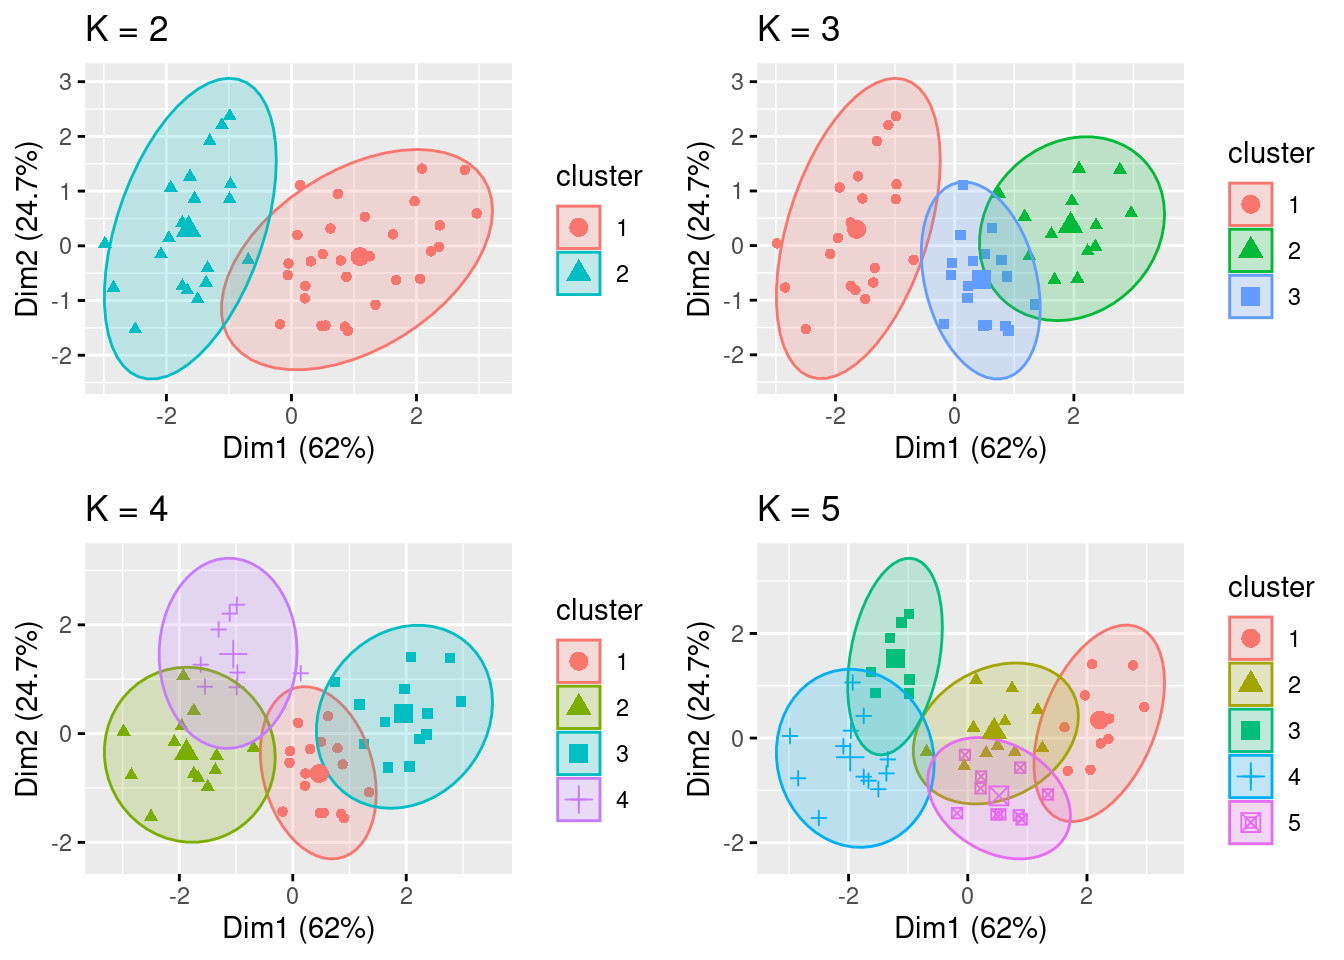 K = 2
3
2
1
0
-1
-2
Dim2 (24.7%)
-2
0
2
Dim1 (62%)
cluster
1
2
K = 3
3
2
1
0
-1
-2
Dim2 (24.7%)
-2
0
2
Dim1 (62%)
cluster
1
2
3
K = 4
2
0
-2
Dim2 (24.7%)
-2
0
2
Dim1 (62%)
cluster
1
2
3
4
K = 5
2
0
-2
Dim2 (24.7%)
-2
0
2
Dim1 (62%)
cluster
1
2
3
4
5